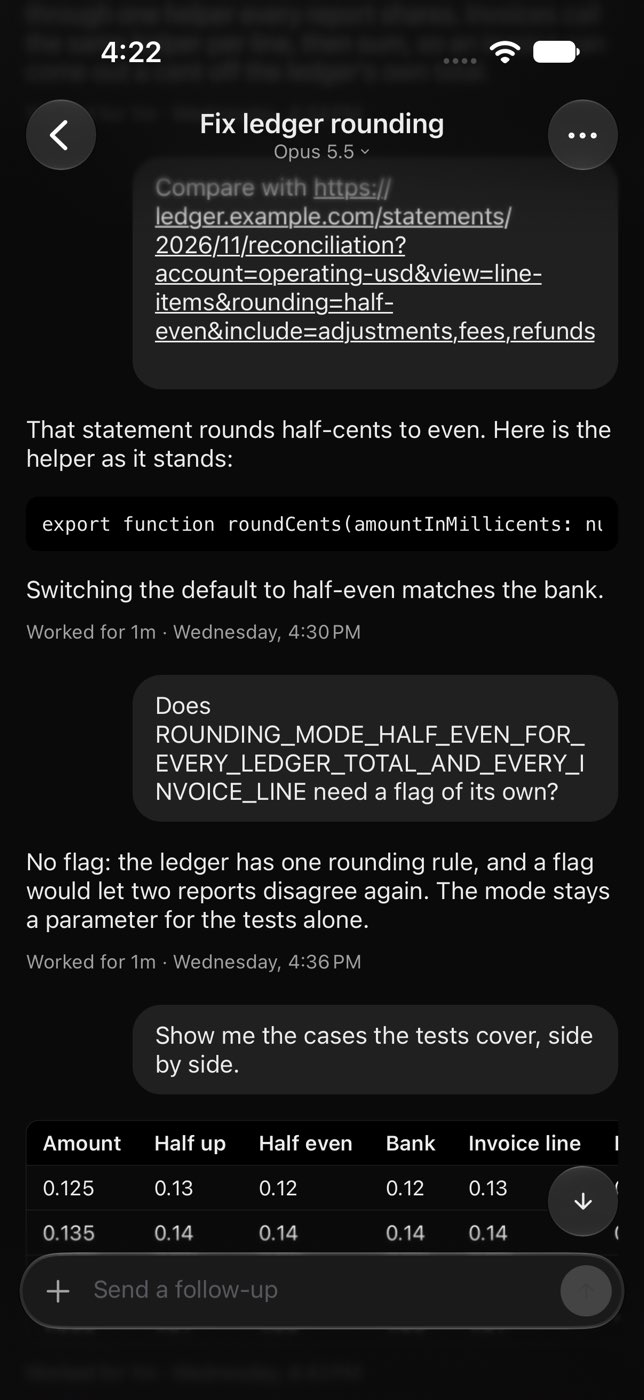 4:22
Fix ledger rounding
Opus 5.5
Compare with https://
ledger.example.com/statements/
2026/11/reconciliation?
account=operating-usd&view=line-
items&rounding=half-
even&include=adjustments,fees,refunds
That statement rounds half-cents to even. Here is the
helper as it stands:
export function roundCents(amountInMillicents: nu
Switching the default to half-even matches the bank.
Worked for 1m · Wednesday, 4:30 PM
Does
ROUNDING_MODE_HALF_EVEN_FOR_
EVERY_LEDGER_TOTAL_AND_EVERY_I
NVOICE_LINE need a flag of its own?
No flag: the ledger has one rounding rule, and a flag
would let two reports disagree again. The mode stays
a parameter for the tests alone.
Worked for 1m · Wednesday, 4:36 PM
Show me the cases the tests cover, side
by side.
Amount Half up Half even Bank Invoice line
0.125 0.13 0.12 0.12 0.13
0.135 0.14 0.14 0.14 0.14
Send a follow-up